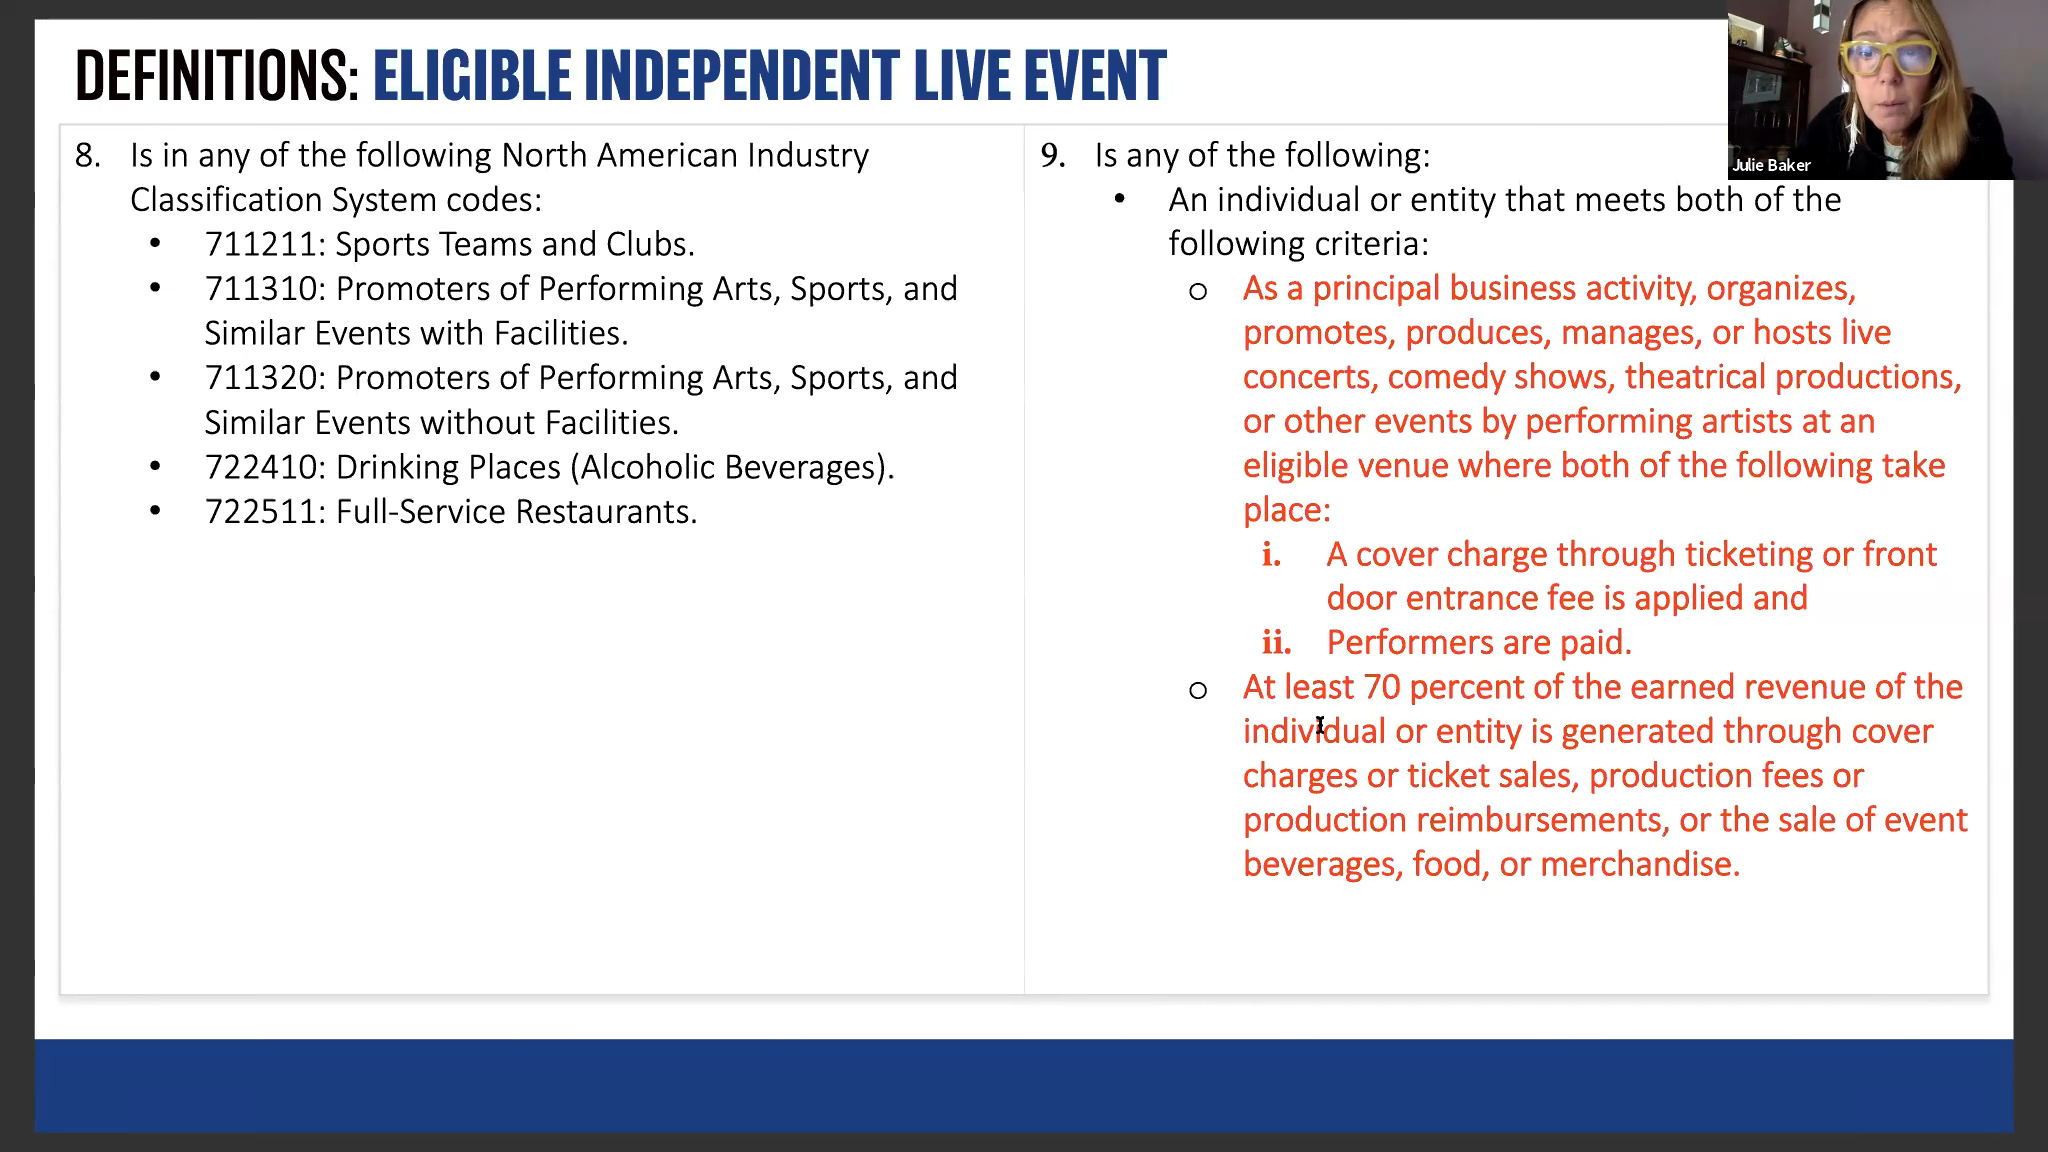 DEFINITIONS: ELIGIBLE INDEPENDENT LIVE EVENT
8. Is in any of the following North American Industry
Classification System codes:
• 711211: Sports Teams and Clubs.
• 711310: Promoters of Performing Arts, Sports, and
Similar Events with Facilities.
• 711320: Promoters of Performing Arts, Sports, and
Similar Events without Facilities.
• 722410: Drinking Places (Alcoholic Beverages).
• 722511: Full-Service Restaurants.
9. Is any of the following:
• An individual or entity that meets both of the
following criteria:
o As a principal business activity, organizes,
promotes, produces, manages, or hosts live
concerts, comedy shows, theatrical productions,
or other events by performing artists at an
eligible venue where both of the following take
place:
i. A cover charge through ticketing or front
door entrance fee is applied and
ii. Performers are paid.
o At least 70 percent of the earned revenue of the
individual or entity is generated through cover
charges or ticket sales, production fees or
production reimbursements, or the sale of event
beverages, food, or merchandise.
Julie Baker